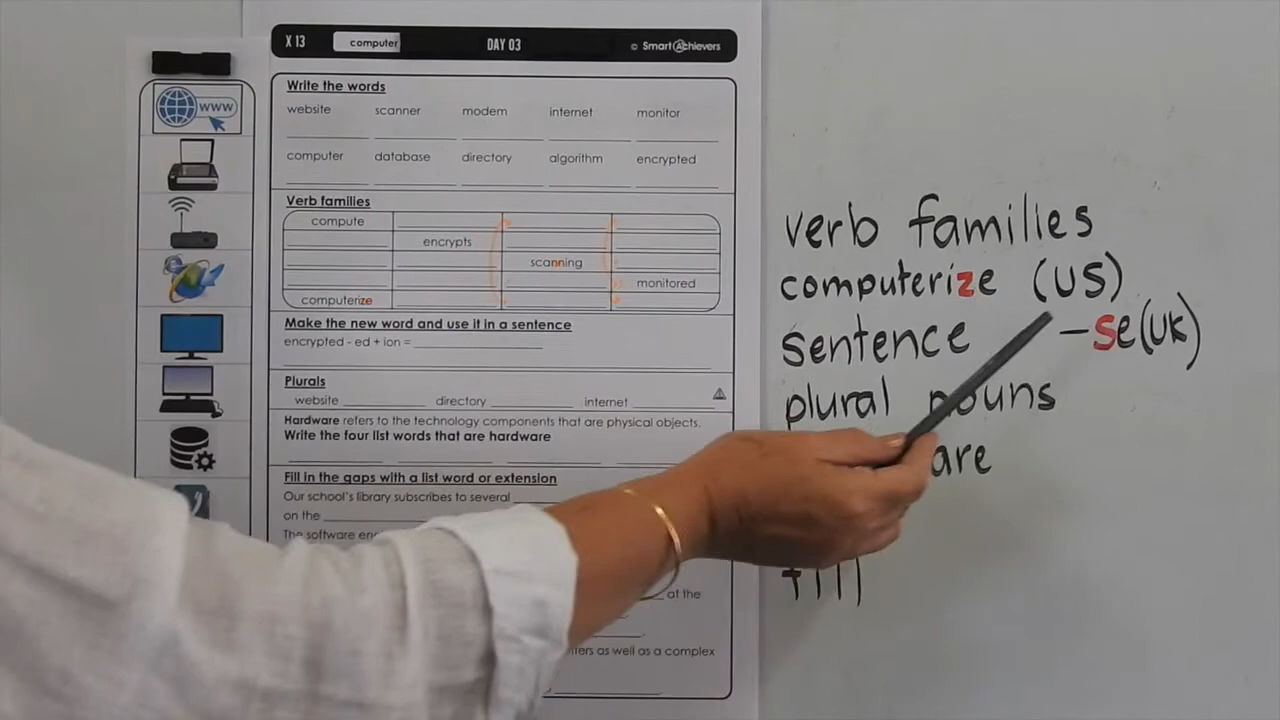 X 13 computer DAY 03 © SmartAchievers
www
Write the words
website scanner modem internet monitor
computer database directory algorithm encrypted
Verb families
compute
encrypts
scanning
monitored
computerize
Make the new word and use it in a sentence
encrypted - ed + ion =
Plurals
website directory internet
Hardware refers to the technology components that are physical objects.
Write the four list words that are hardware
Fill in the gaps with a list word or extension
Our school's library subscribes to several
on the
The software
at the
as well as a complex
verb families
computerize (US)
-se(UK)
sentence
plural nouns
are